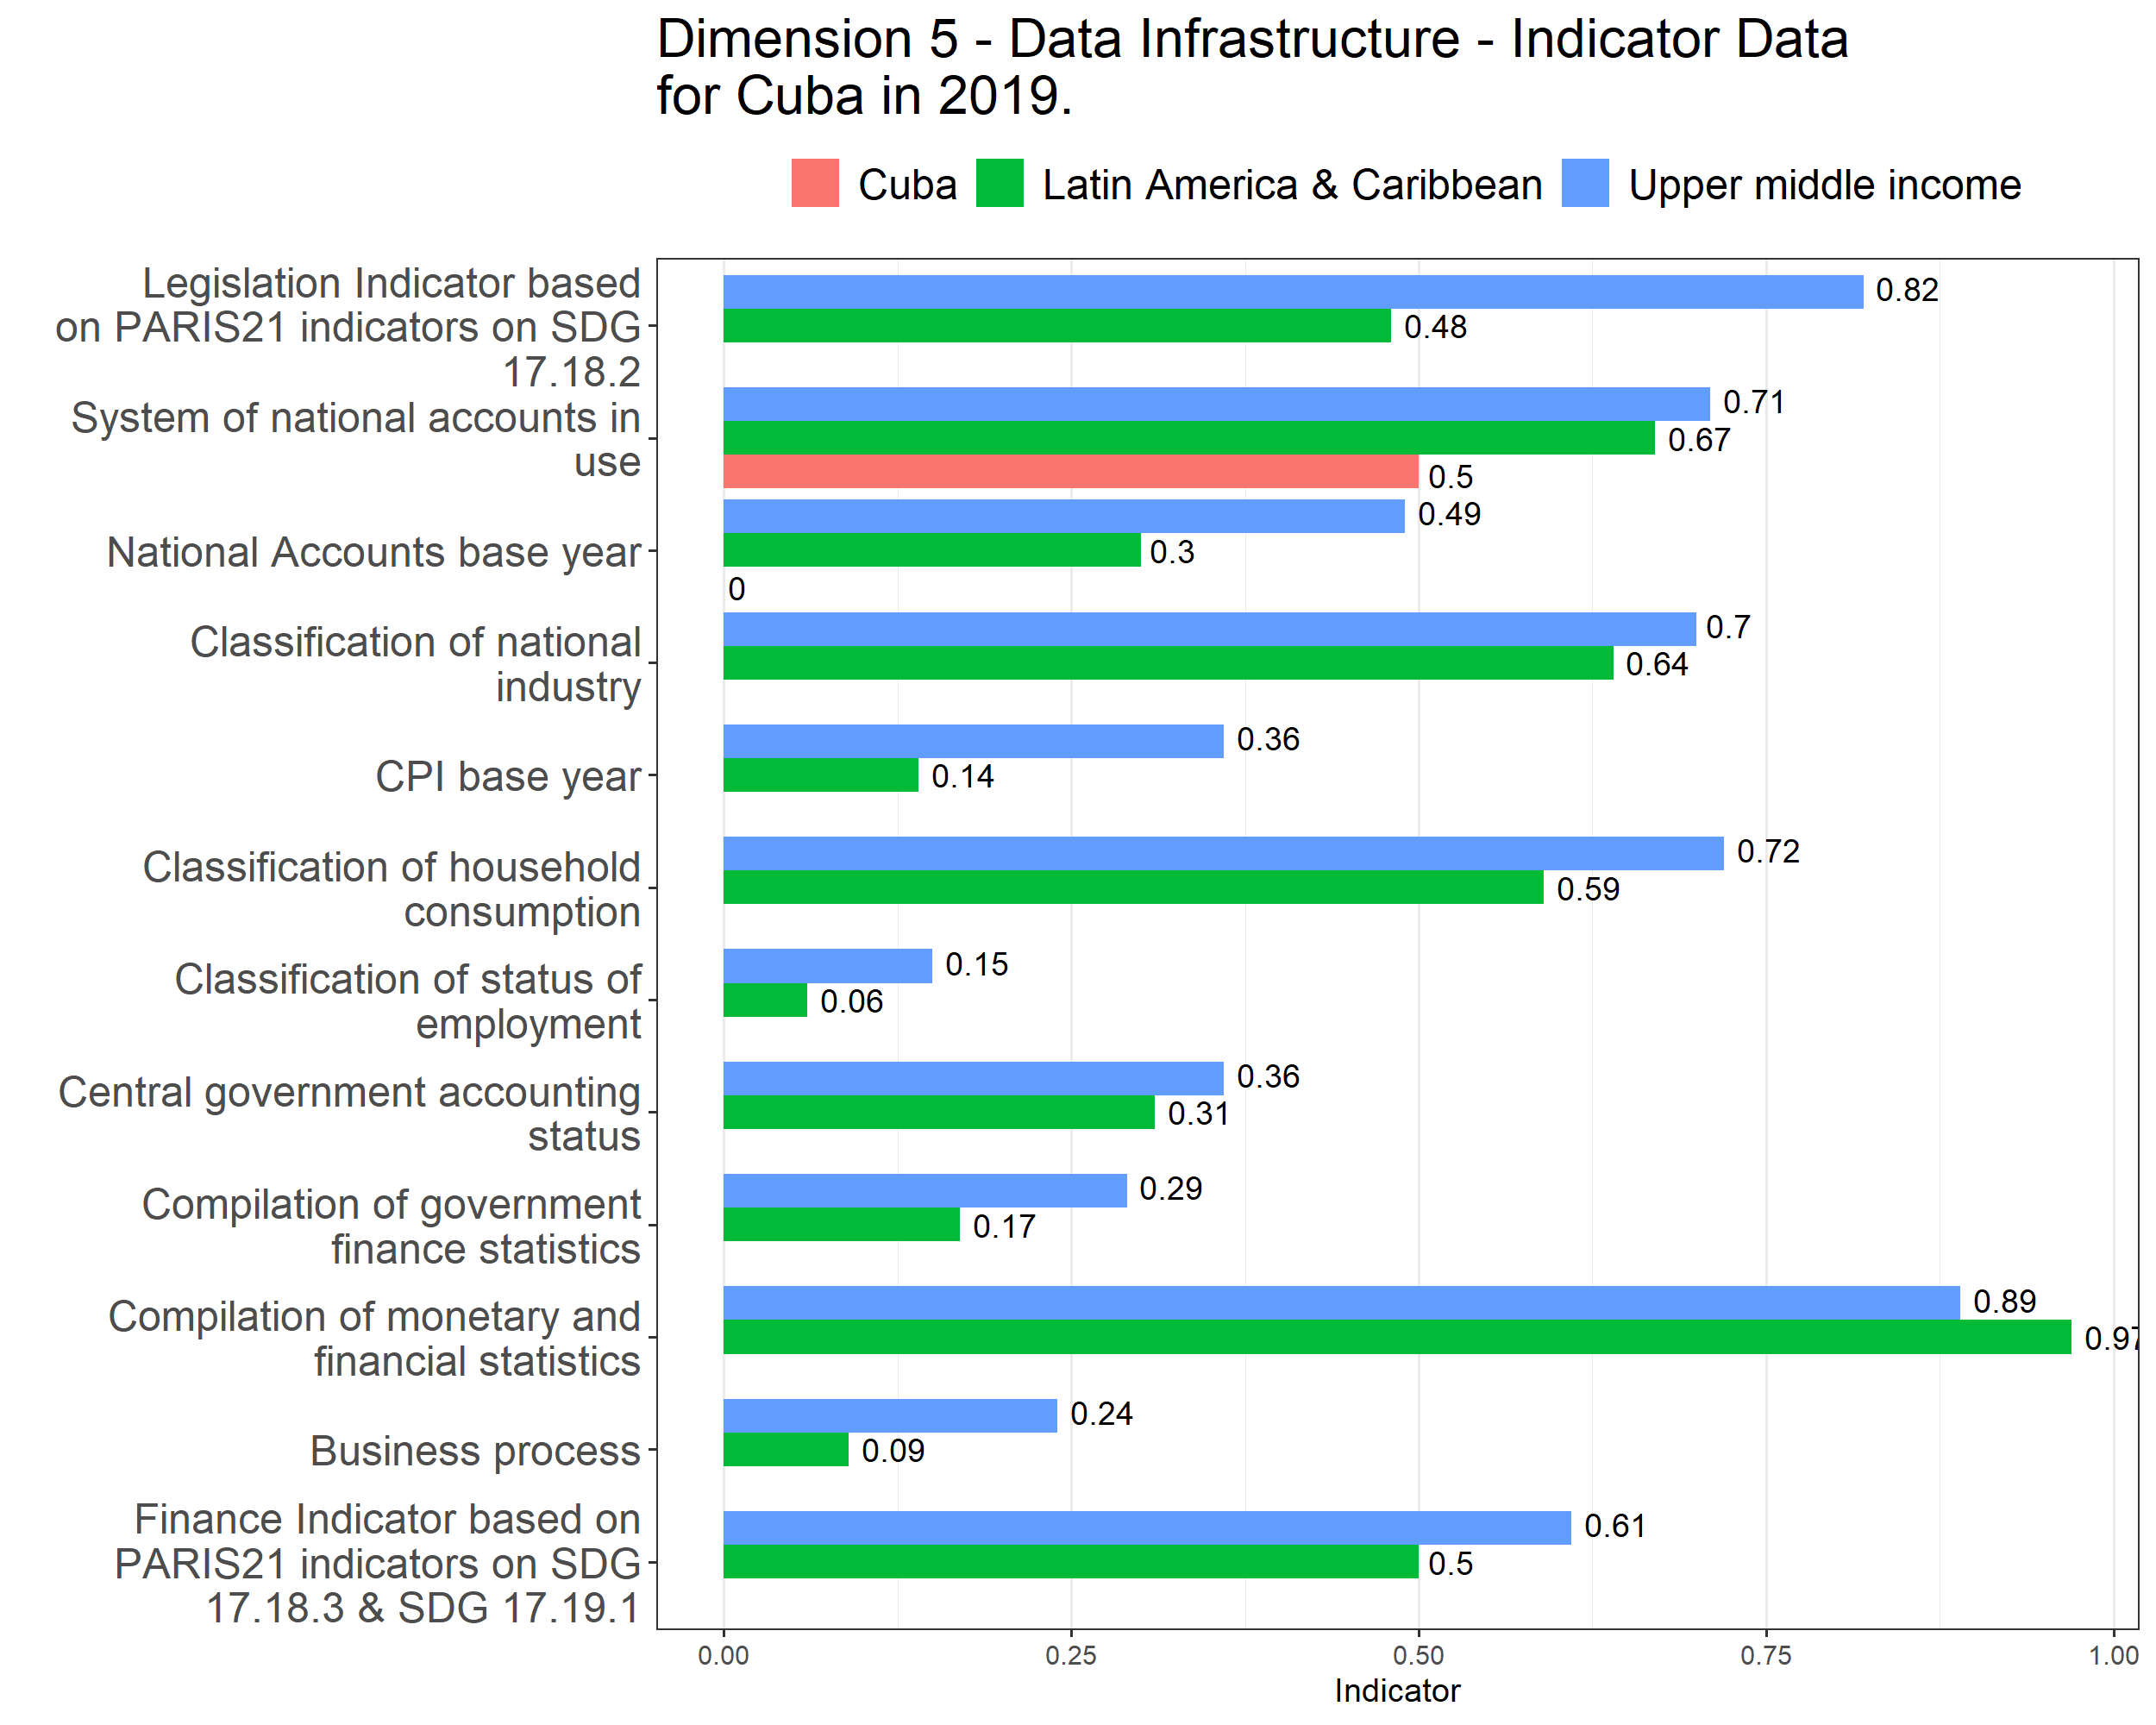 Dimension 5 - Data Infrastructure - Indicator Data
for Cuba in 2019.
Cuba
Latin America & Caribbean
Upper middle income
Legislation Indicator based
on PARIS21 indicators on SDG
17.18.2
0.82
0.48
System of national accounts in
use
0.71
0.67
0.5
National Accounts base year
0.49
0.3
0
Classification of national
industry
0.7
0.64
CPI base year
0.36
0.14
Classification of household
consumption
0.72
0.59
Classification of status of
employment
0.15
0.06
Central government accounting
status
0.36
0.31
Compilation of government
finance statistics
0.29
0.17
Compilation of monetary and
financial statistics
0.89
0.97
Business process
0.24
0.09
Finance Indicator based on
PARIS21 indicators on SDG
17.18.3 & SDG 17.19.1
0.61
0.5
0.00
0.25
0.50
0.75
1.00
Indicator